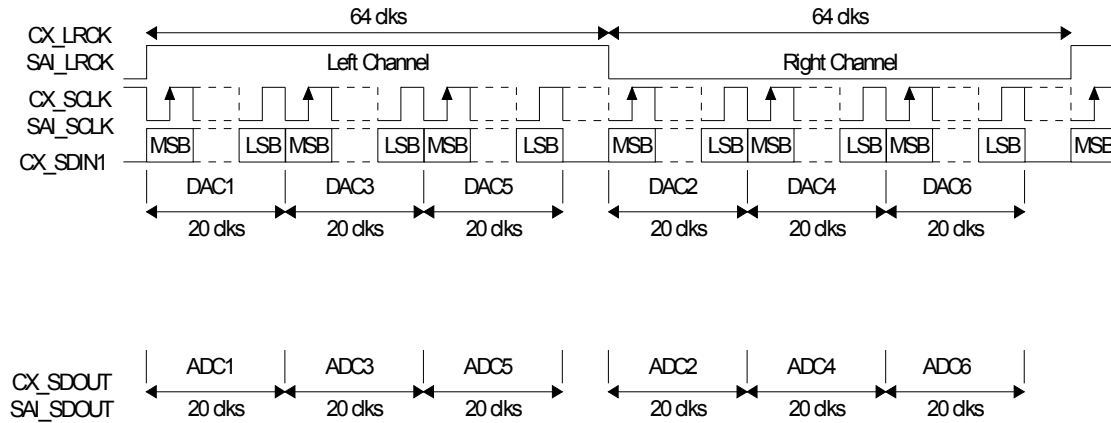 64 clks 64 clks
CX_LRCK
SAI_LRCK Left Channel Right Channel
CX_SCLK
SAI_SCLK
MSB LSB MSB LSB MSB LSB MSB LSB MSB LSB MSB LSB MSB
CX_SDIN1
DAC1 DAC3 DAC5 DAC2 DAC4 DAC6
20 clks 20 clks 20 clks 20 clks 20 clks 20 clks
ADC1 ADC3 ADC5 ADC2 ADC4 ADC6
CX_SDOUT
SAI_SDOUT 20 clks 20 clks 20 clks 20 clks 20 clks 20 clks